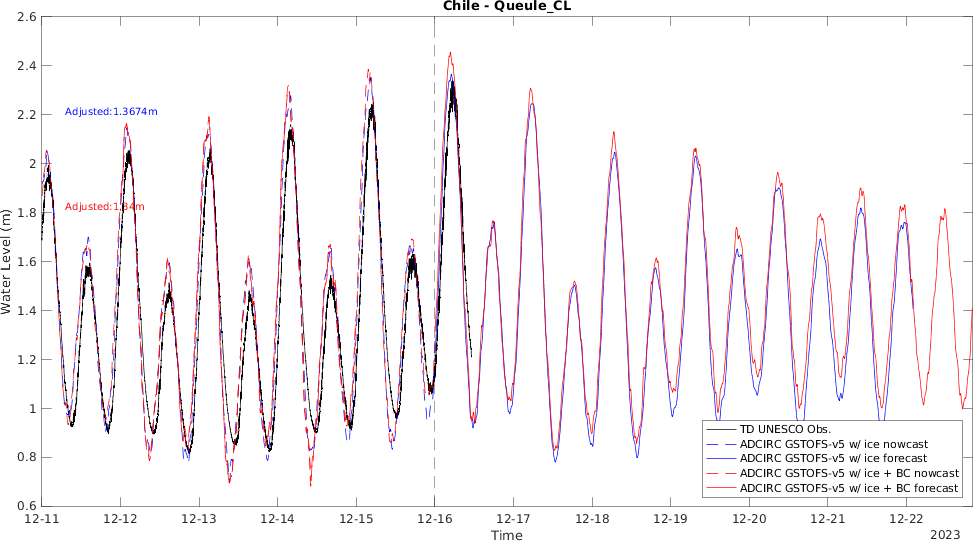 Chile - Queule_CL
2.6
2.4
2.2
2
1.8
1.6
1.4
1.2
1
0.8
0.6
Water Level (m)
Adjusted:1.3674m
Adjusted:1.34m
TD UNESCO Obs.
ADCIRC GSTOFS-v5 w/ ice nowcast
ADCIRC GSTOFS-v5 w/ ice forecast
ADCIRC GSTOFS-v5 w/ ice + BC nowcast
ADCIRC GSTOFS-v5 w/ ice + BC forecast
12-11 12-12 12-13 12-14 12-15 12-16 12-17 12-18 12-19 12-20 12-21 12-22
Time
2023